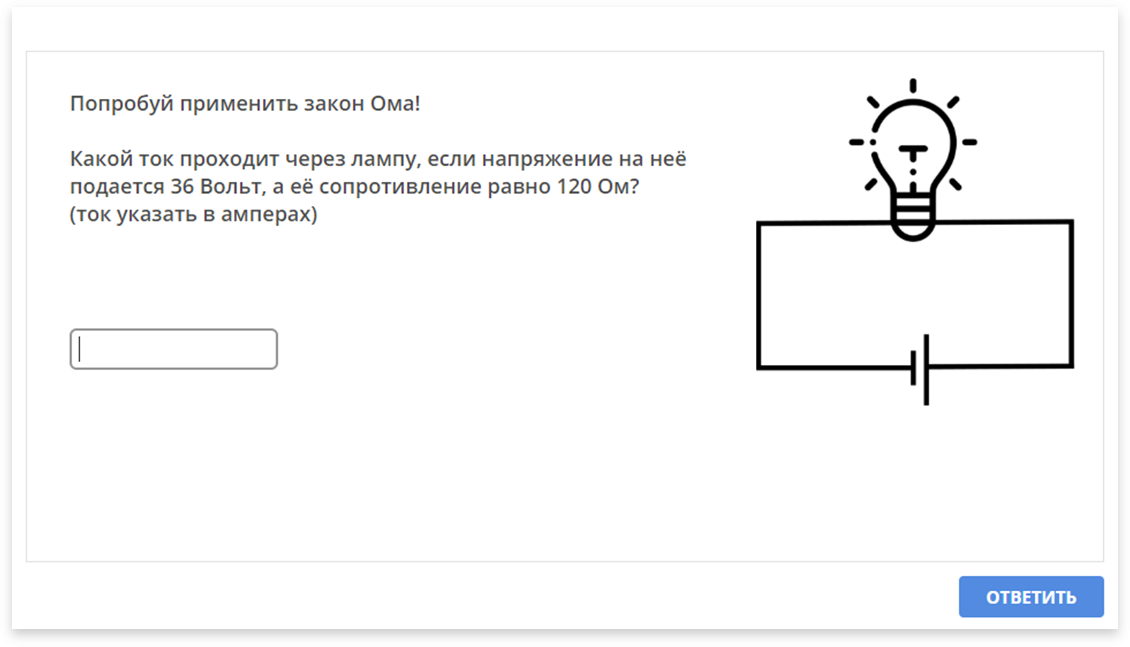 Попробуй применить закон Ома!
Какой ток проходит через лампу, если напряжение на неё
подается 36 Вольт, а её сопротивление равно 120 Ом?
(ток указать в амперах)
ОТВЕТИТЬ